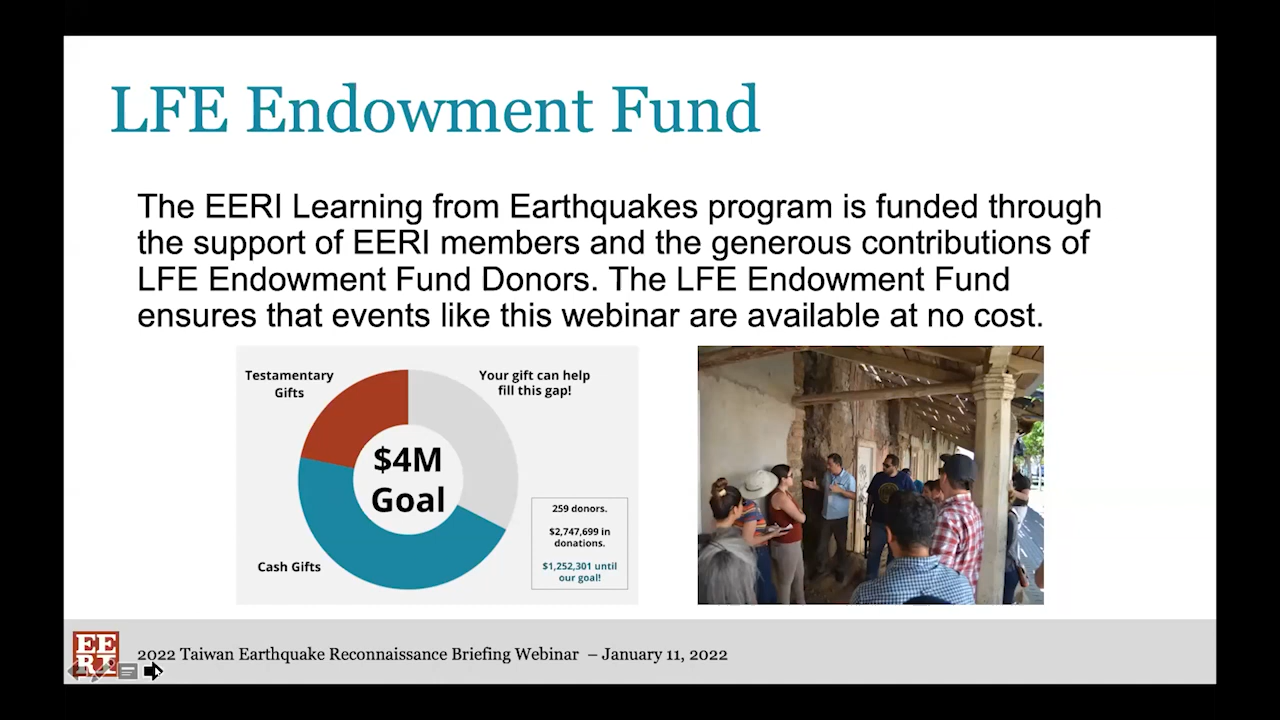 LFE Endowment Fund
The EERI Learning from Earthquakes program is funded through
the support of EERI members and the generous contributions of
LFE Endowment Fund Donors. The LFE Endowment Fund
ensures that events like this webinar are available at no cost.
Testamentary
Gifts
Your gift can help
fill this gap!
$4M
Goal
Cash Gifts
259 donors.
$2,747,699 in
donations.
$1,252,301 until
our goal!
EE
RI
2022 Taiwan Earthquake Reconnaissance Briefing Webinar – January 11, 2022